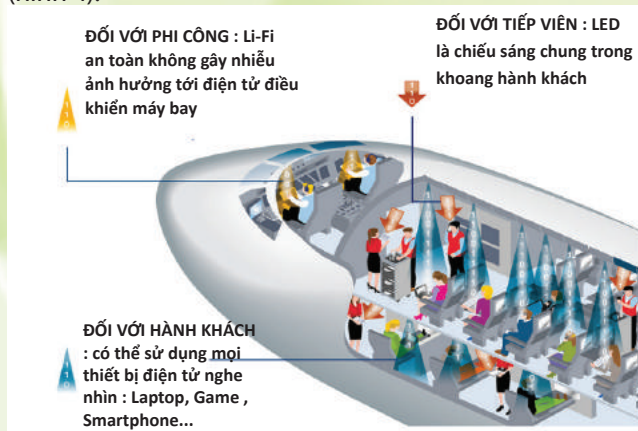 ĐỐI VỚI PHI CÔNG : Li-Fi
an toàn không gây nhiễu
ảnh hưởng tới điện tử điều
khiển máy bay
ĐỐI VỚI TIẾP VIÊN : LED
là chiếu sáng chung trong
khoang hành khách
ĐỐI VỚI HÀNH KHÁCH
: có thể sử dụng mọi
thiết bị điện tử nghe
nhìn : Laptop, Game ,
Smartphone...